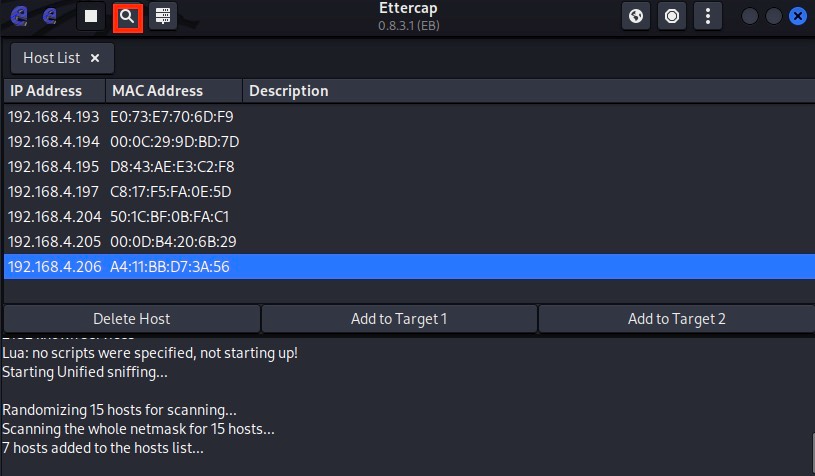 Ettercap
0.8.3.1 (EB)
Host List ×
IP Address MAC Address Description
192.168.4.193 E0:73:E7:70:6D:F9
192.168.4.194 00:0C:29:9D:BD:7D
192.168.4.195 D8:43:AE:E3:C2:F8
192.168.4.197 C8:17:F5:FA:0E:5D
192.168.4.204 50:1C:BF:0B:FA:C1
192.168.4.205 00:0D:B4:20:6B:29
192.168.4.206 A4:11:BB:D7:3A:56
Delete Host Add to Target 1 Add to Target 2
Lua: no scripts were specified, not starting up!
Starting Unified sniffing...
Randomizing 15 hosts for scanning...
Scanning the whole netmask for 15 hosts...
7 hosts added to the hosts list...